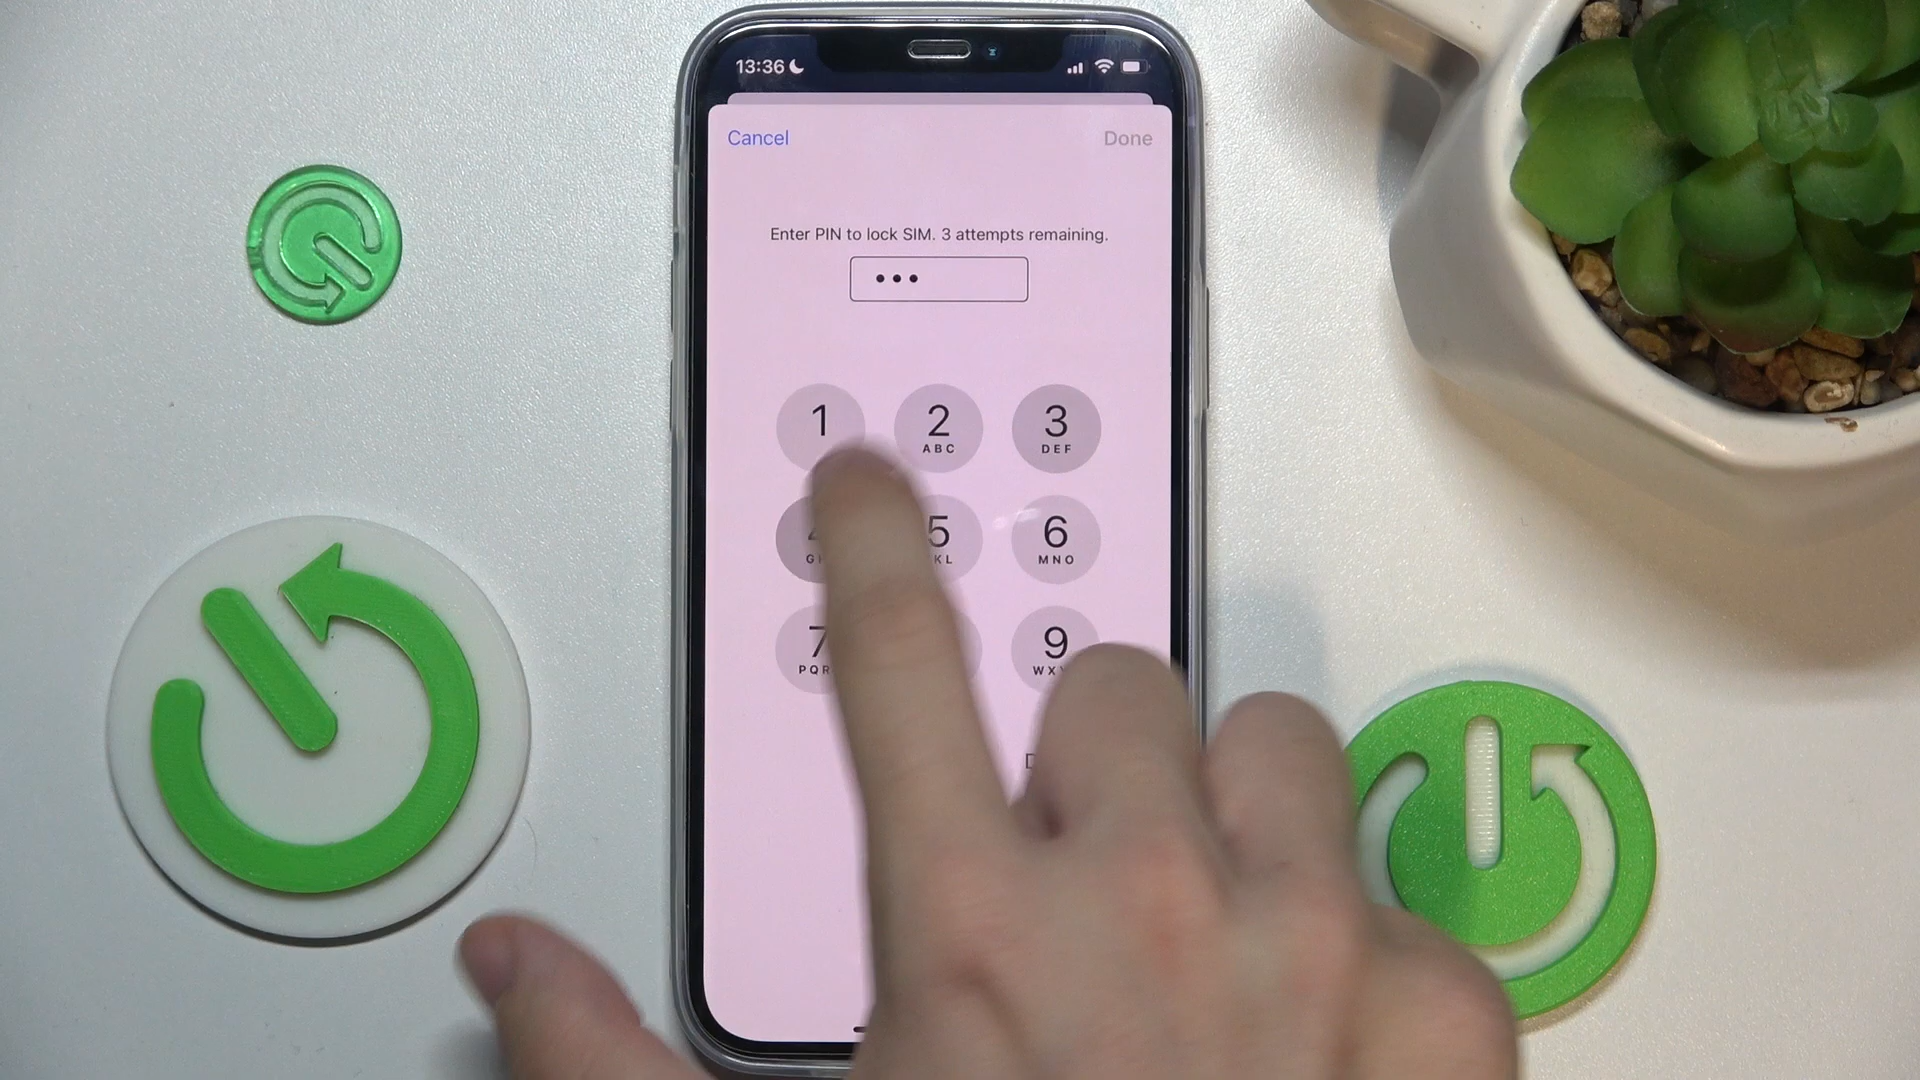 13:36
Cancel Done
Enter PIN to lock SIM. 3 attempts remaining.
1 2 3
ABC DEF
5 6
MNO
7 9